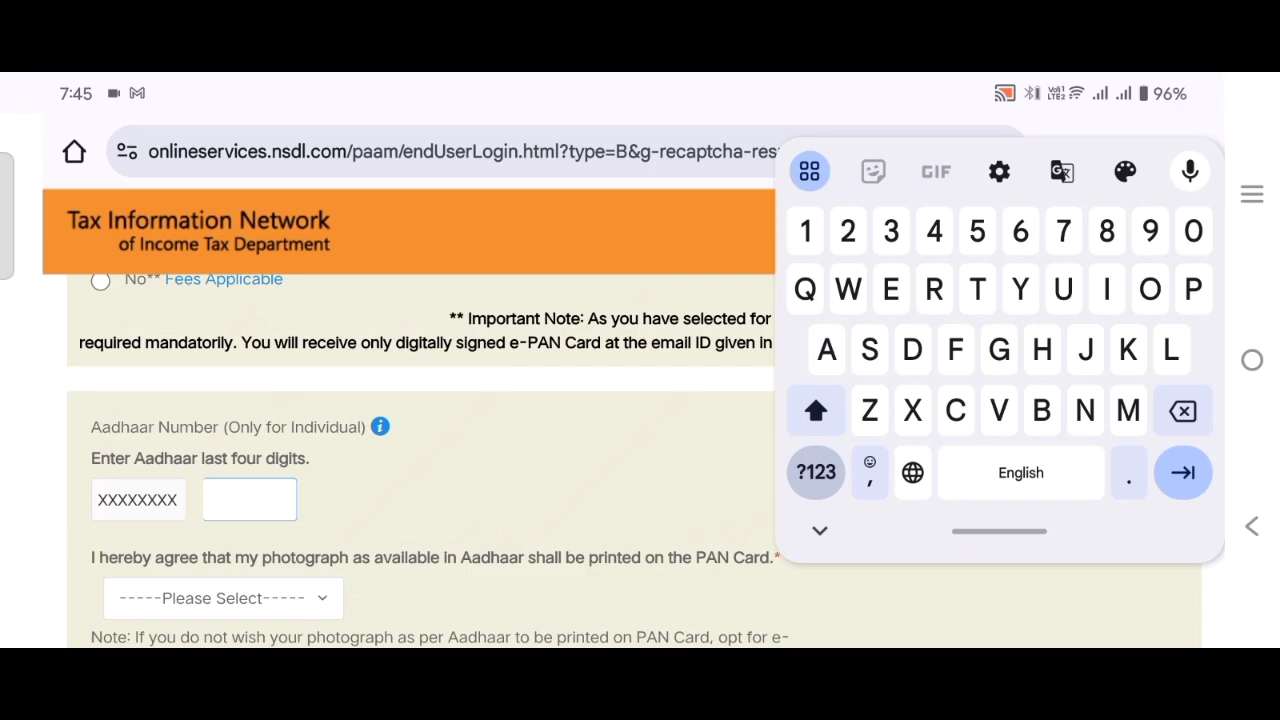 7:45
VoWi LTE2 96%
onlineservices.nsdl.com/paam/endUserLogin.html?type=B&g-recaptcha-res
Tax Information Network
of Income Tax Department
No** Fees Applicable
** Important Note: As you have selected for
required mandatorily. You will receive only digitally signed e-PAN Card at the email ID given in
Aadhaar Number (Only for Individual) i
Enter Aadhaar last four digits.
XXXXXXXX
I hereby agree that my photograph as available in Aadhaar shall be printed on the PAN Card.*
-----Please Select-----
Note: If you do not wish your photograph as per Aadhaar to be printed on PAN Card, opt for e-
GIF
1 2 3 4 5 6 7 8 9 0
Q W E R T Y U I O P
A S D F G H J K L
Z X C V B N M
?123 , English .